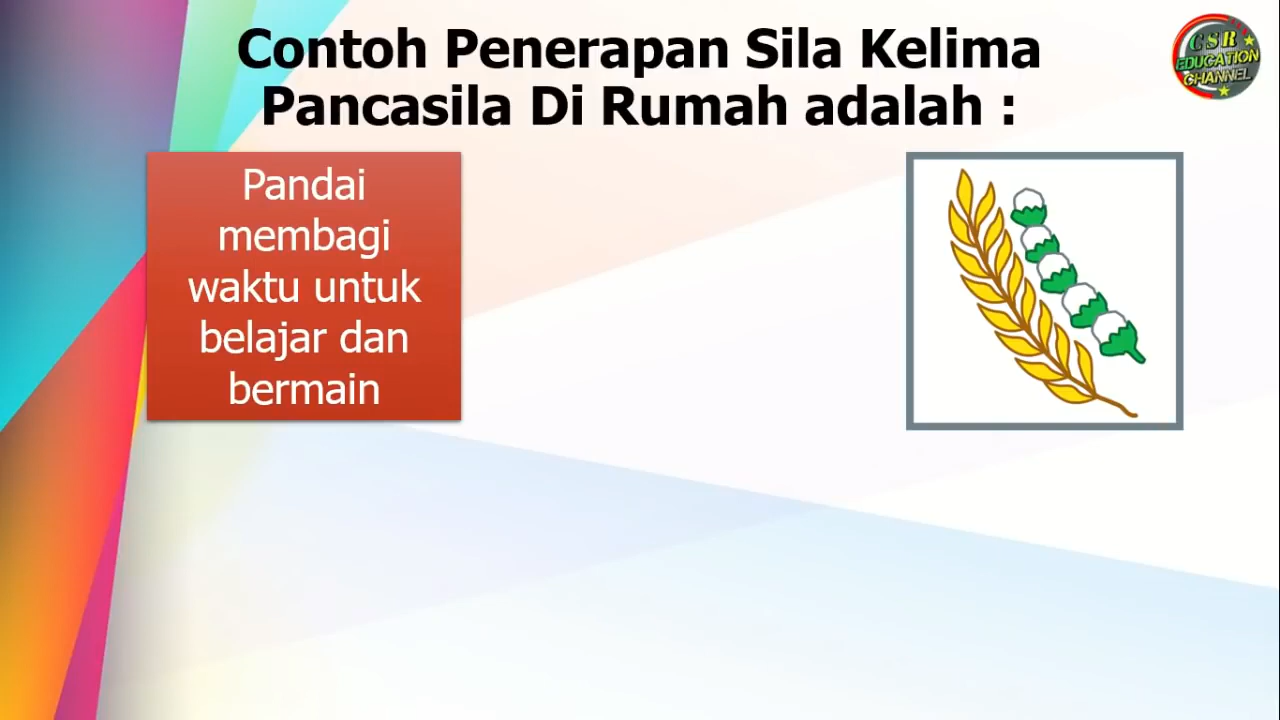 Contoh Penerapan Sila Kelima
Pancasila Di Rumah adalah :
CSR
EDUCATION
CHANNEL
Pandai
membagi
waktu untuk
belajar dan
bermain